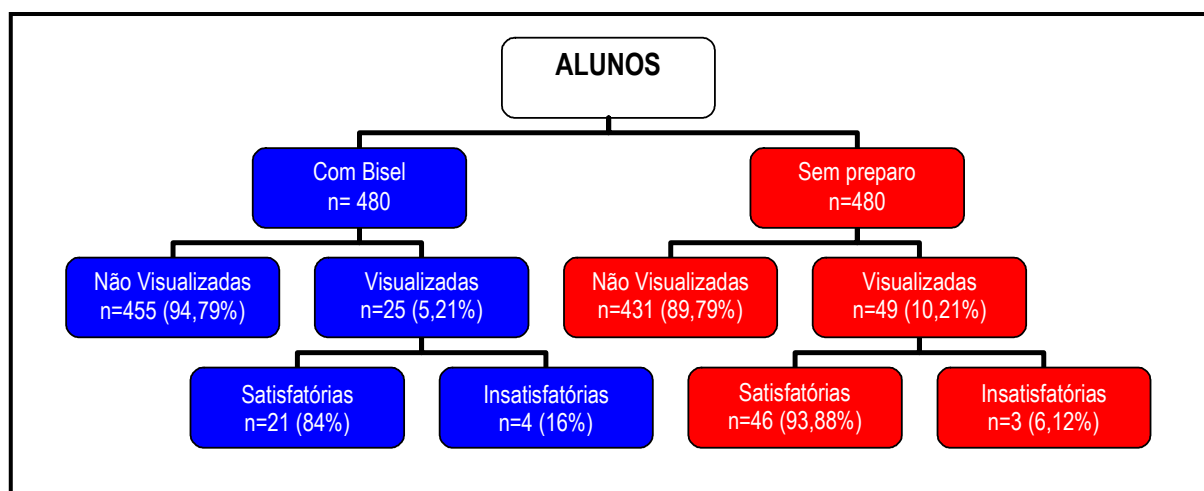 ALUNOS
Com Bisel
n= 480
Sem preparo
n=480
Não Visualizadas
n=455 (94,79%)
Visualizadas
n=25 (5,21%)
Não Visualizadas
n=431 (89,79%)
Visualizadas
n=49 (10,21%)
Satisfatórias
n=21 (84%)
Insatisfatórias
n=4 (16%)
Satisfatórias
n=46 (93,88%)
Insatisfatórias
n=3 (6,12%)